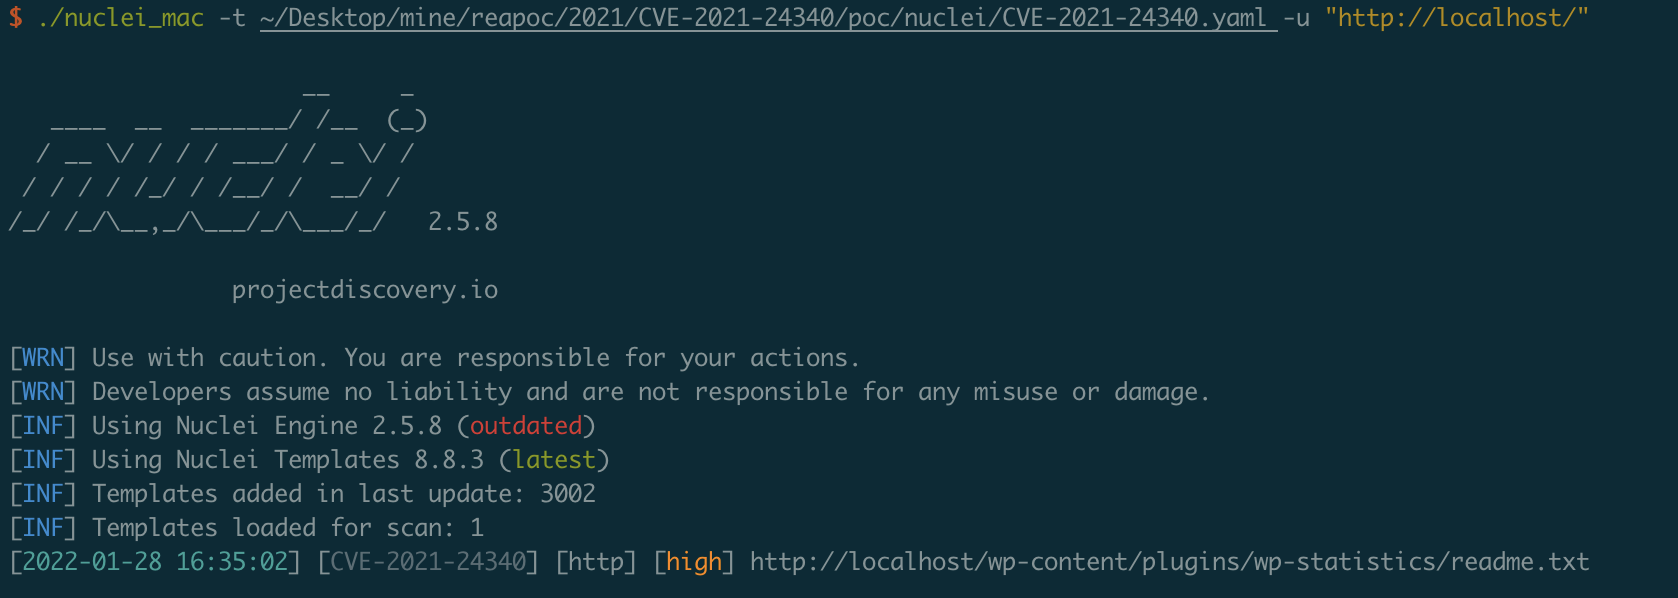 $ ./nuclei_mac -t ~/Desktop/mine/reapoc/2021/CVE-2021-24340/poc/nuclei/CVE-2021-24340.yaml -u "http://localhost/"
                     __     _
   ____  __  _______/ /__  (_)
  / __ \/ / / / ___/ / _ \/ /
 / / / / /_/ / /__/ /  __/ /
/_/ /_/\__,_/\___/_/\___/_/   2.5.8
                projectdiscovery.io
[WRN] Use with caution. You are responsible for your actions.
[WRN] Developers assume no liability and are not responsible for any misuse or damage.
[INF] Using Nuclei Engine 2.5.8 (outdated)
[INF] Using Nuclei Templates 8.8.3 (latest)
[INF] Templates added in last update: 3002
[INF] Templates loaded for scan: 1
[2022-01-28 16:35:02] [CVE-2021-24340] [http] [high] http://localhost/wp-content/plugins/wp-statistics/readme.txt